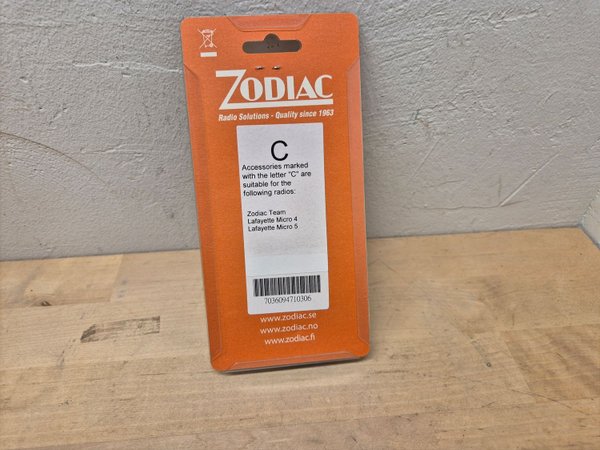 ZODIAC
Radio Solutions - Quality since 1963
C
Accessories marked
with the letter "C" are
suitable for the
following radios:
Zodiac Team
Lafayette Micro 4
Lafayette Micro 5
7036094710306
www.zodiac.se
www.zodiac.no
www.zodiac.fi